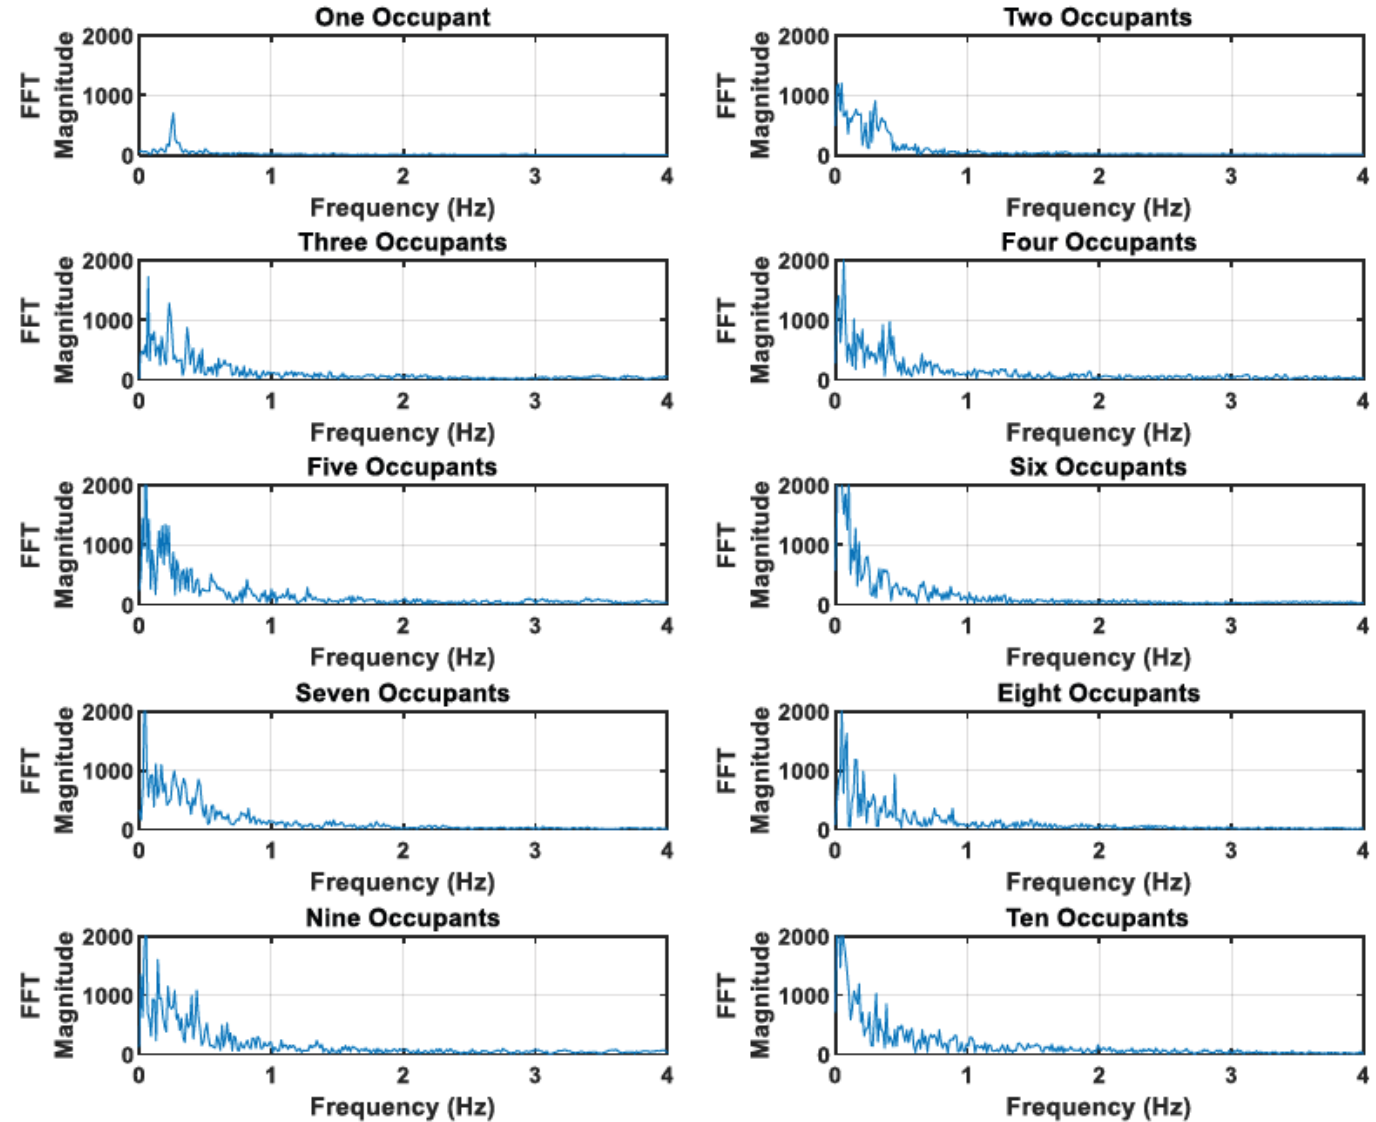 One Occupant
FFT
Magnitude
2000
1000
0
0 1 2 3 4
Frequency (Hz)
Two Occupants
FFT
Magnitude
2000
1000
0
0 1 2 3 4
Frequency (Hz)
Three Occupants
FFT
Magnitude
2000
1000
0
0 1 2 3 4
Frequency (Hz)
Four Occupants
FFT
Magnitude
2000
1000
0
0 1 2 3 4
Frequency (Hz)
Five Occupants
FFT
Magnitude
2000
1000
0
0 1 2 3 4
Frequency (Hz)
Six Occupants
FFT
Magnitude
2000
1000
0
0 1 2 3 4
Frequency (Hz)
Seven Occupants
FFT
Magnitude
2000
1000
0
0 1 2 3 4
Frequency (Hz)
Eight Occupants
FFT
Magnitude
2000
1000
0
0 1 2 3 4
Frequency (Hz)
Nine Occupants
FFT
Magnitude
2000
1000
0
0 1 2 3 4
Frequency (Hz)
Ten Occupants
FFT
Magnitude
2000
1000
0
0 1 2 3 4
Frequency (Hz)